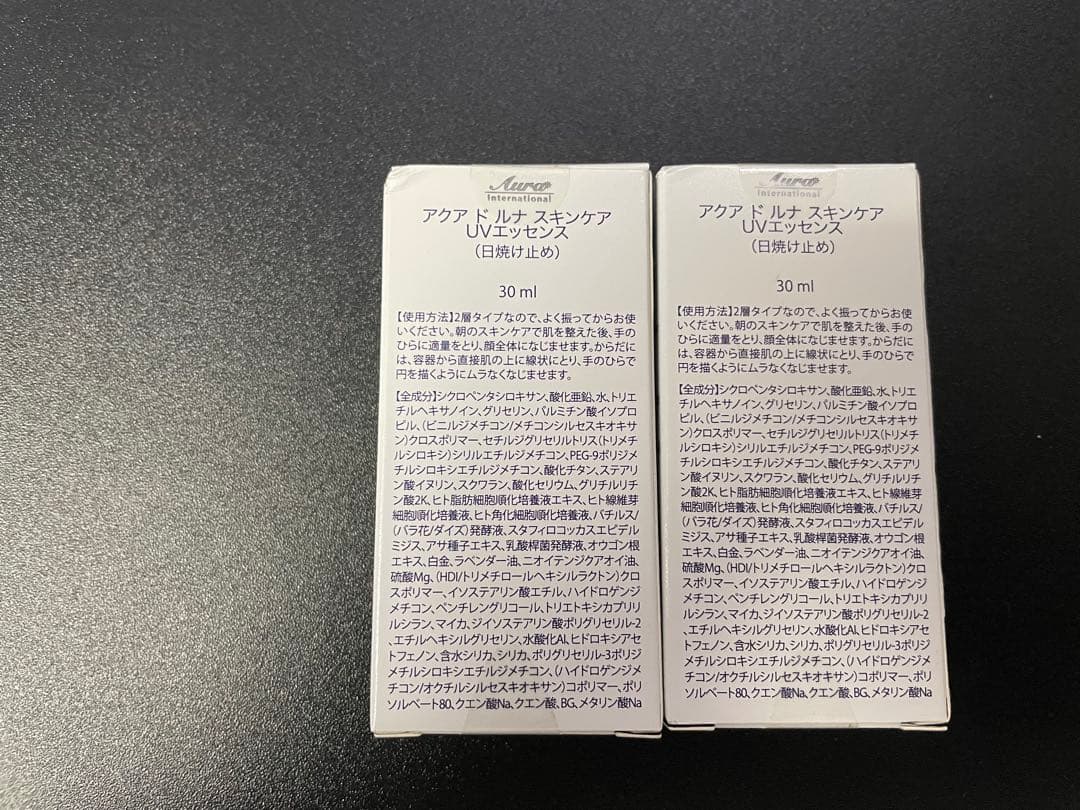 Aura
International
アクア ド ルナ スキンケア
UVエッセンス
（日焼け止め）
30 ml
【使用方法】2層タイプなので、よく振ってからお使
いください。朝のスキンケアで肌を整えた後、手の
ひらに適量をとり、顔全体になじませます。からだに
は、容器から直接肌の上に線状にとり、手のひらで
円を描くようにムラなくなじませます。
【全成分】シクロペンタシロキサン、酸化亜鉛、水、トリエ
チルヘキサノイン、グリセリン、パルミチン酸イソプロ
ピル、（ビニルジメチコン/メチコンシルセスキオキサ
ン）クロスポリマー、セチルジグリセリルトリス（トリメチ
ルシロキシ）シリルエチルジメチコン、PEG-9ポリジメ
チルシロキシエチルジメチコン、酸化チタン、ステアリ
ン酸イヌリン、スクワラン、酸化セリウム、グリチルリチ
ン酸2K、ヒト脂肪細胞順化培養液エキス、ヒト線維芽
細胞順化培養液、ヒト角化細胞順化培養液、バチルス/
（バラ花/ダイズ）発酵液、スタフィロコッカスエピデル
ミジス、アサ種子エキス、乳酸桿菌発酵液、オウゴン根
エキス、白金、ラベンダー油、ニオイテンジクアオイ油、
硫酸Mg、（HDI/トリメチロールヘキシルラクトン）クロ
スポリマー、イソステアリン酸エチル、ハイドロゲンジ
メチコン、ペンチレングリコール、トリエトキシカプリリ
ルシラン、マイカ、ジイソステアリン酸ポリグリセリル-2
、エチルヘキシルグリセリン、水酸化Al、ヒドロキシアセ
トフェノン、含水シリカ、シリカ、ポリグリセリル-3ポリジ
メチルシロキシエチルジメチコン、（ハイドロゲンジメ
チコン/オクチルシルセスキオキサン）コポリマー、ポリ
ソルベート80、クエン酸Na、クエン酸、BG、メタリン酸Na
Aura
International
アクア ド ルナ スキンケア
UVエッセンス
（日焼け止め）
30 ml
【使用方法】2層タイプなので、よく振ってからお使
いください。朝のスキンケアで肌を整えた後、手の
ひらに適量をとり、顔全体になじませます。からだに
は、容器から直接肌の上に線状にとり、手のひらで
円を描くようにムラなくなじませます。
【全成分】シクロペンタシロキサン、酸化亜鉛、水、トリエ
チルヘキサノイン、グリセリン、パルミチン酸イソプロ
ピル、（ビニルジメチコン/メチコンシルセスキオキサ
ン）クロスポリマー、セチルジグリセリルトリス（トリメチ
ルシロキシ）シリルエチルジメチコン、PEG-9ポリジメ
チルシロキシエチルジメチコン、酸化チタン、ステアリ
ン酸イヌリン、スクワラン、酸化セリウム、グリチルリチ
ン酸2K、ヒト脂肪細胞順化培養液エキス、ヒト線維芽
細胞順化培養液、ヒト角化細胞順化培養液、バチルス/
（バラ花/ダイズ）発酵液、スタフィロコッカスエピデル
ミジス、アサ種子エキス、乳酸桿菌発酵液、オウゴン根
エキス、白金、ラベンダー油、ニオイテンジクアオイ油、
硫酸Mg、（HDI/トリメチロールヘキシルラクトン）クロ
スポリマー、イソステアリン酸エチル、ハイドロゲンジ
メチコン、ペンチレングリコール、トリエトキシカプリリ
ルシラン、マイカ、ジイソステアリン酸ポリグリセリル-2
、エチルヘキシルグリセリン、水酸化Al、ヒドロキシアセ
トフェノン、含水シリカ、シリカ、ポリグリセリル-3ポリジ
メチルシロキシエチルジメチコン、（ハイドロゲンジメ
チコン/オクチルシルセスキオキサン）コポリマー、ポリ
ソルベート80、クエン酸Na、クエン酸、BG、メタリン酸Na